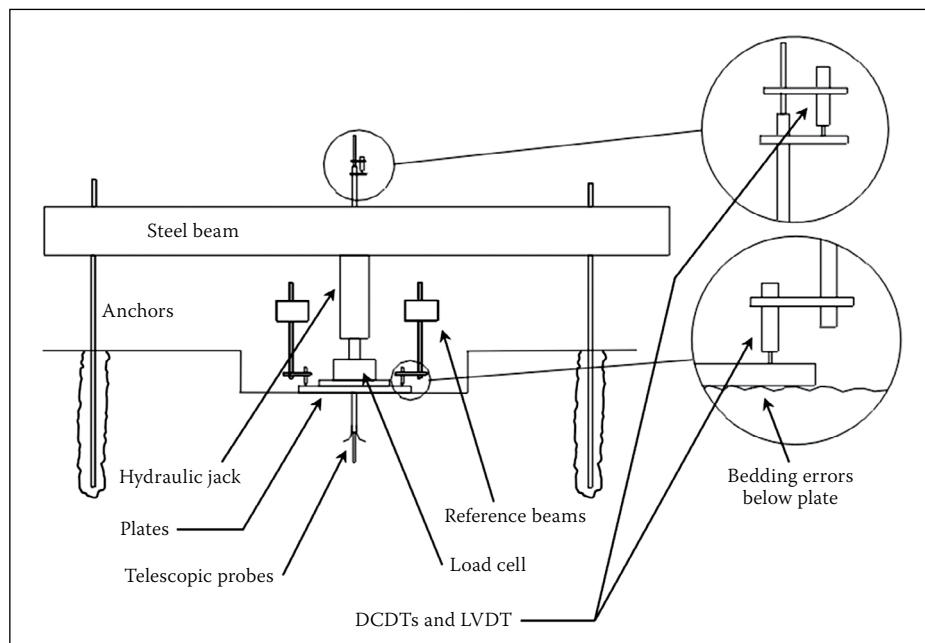 Steel beam
Anchors
Hydraulic jack
Plates
Telescopic probes
Reference beams
Load cell
DCDTs and LVDT
Bedding errors
below plate